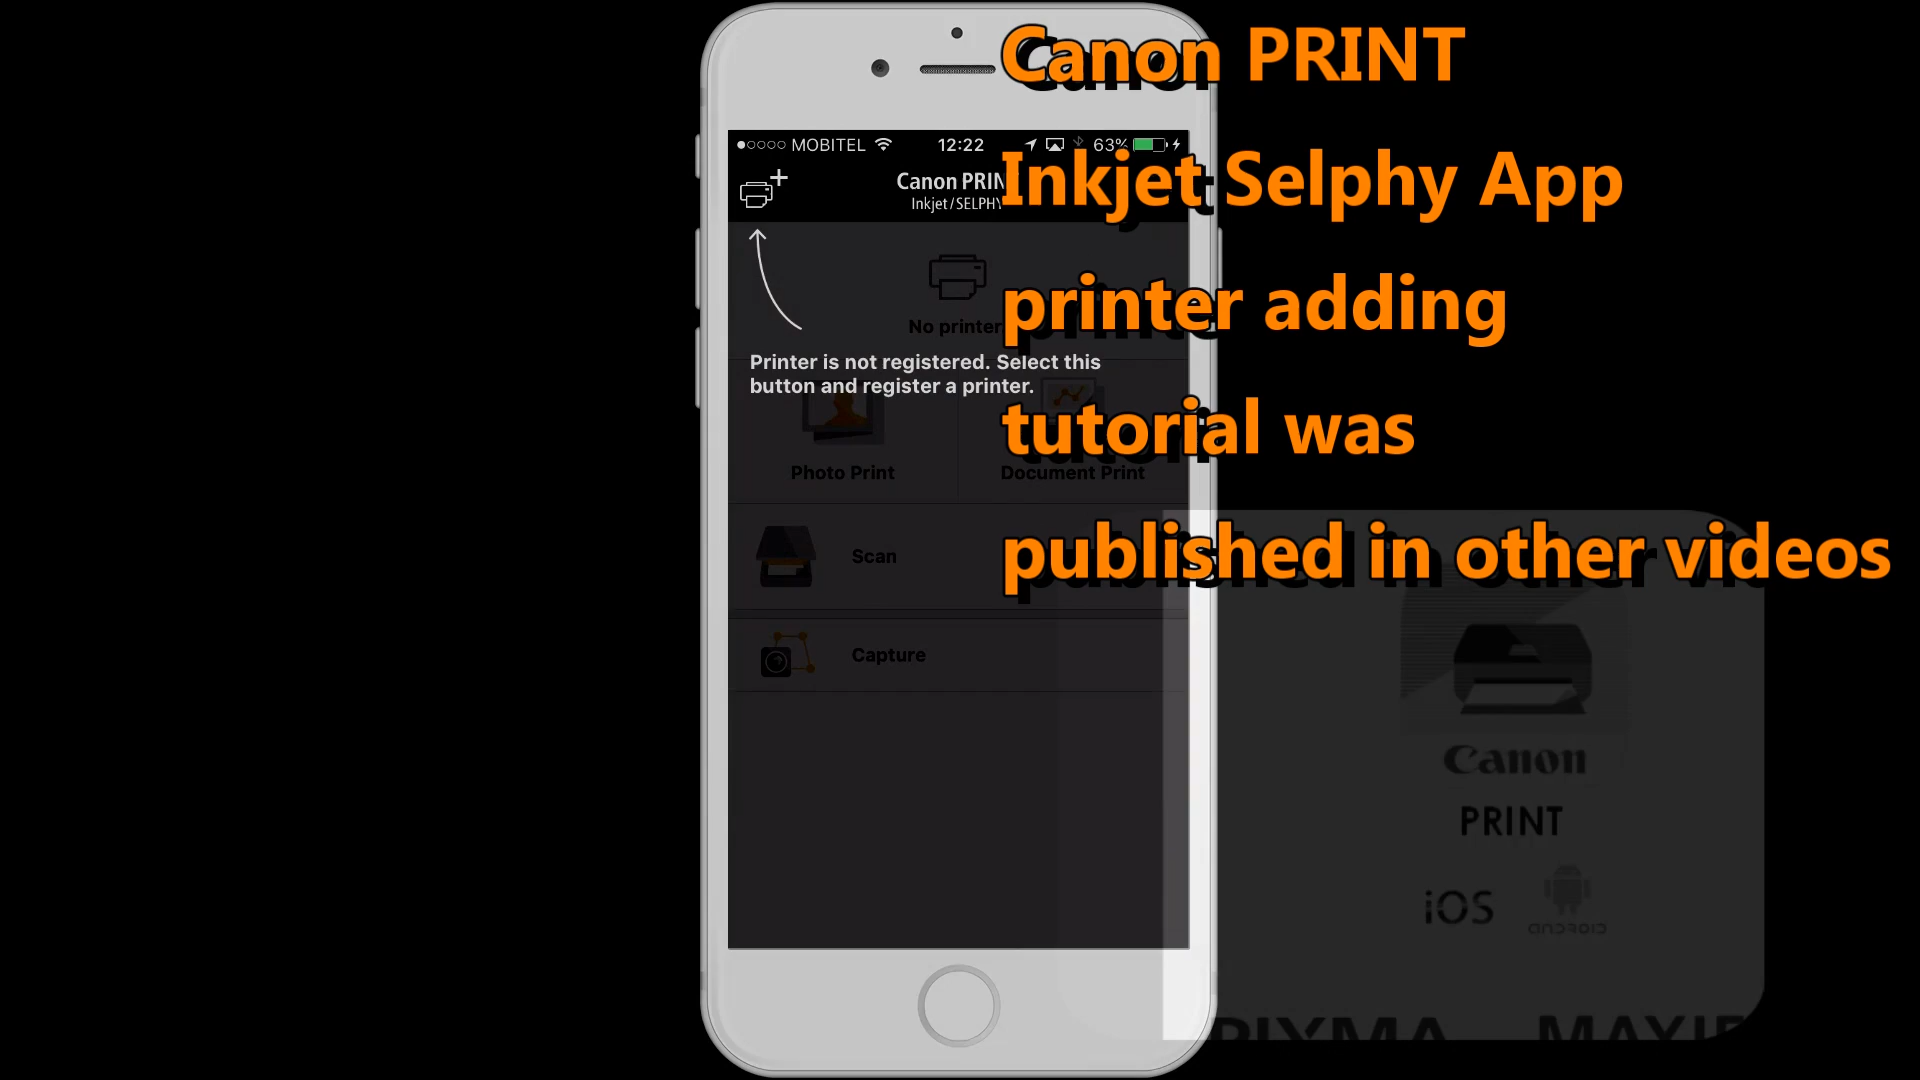 Canon PRINT
Inkjet Selphy App
printer adding
tutorial was
published in other videos
MOBITEL
12:22
63%
Canon PRIN
Inkjet/SELPHY
No printer
Printer is not registered. Select this
button and register a printer.
Photo Print
Document Print
Scan
Capture
Canon
PRINT
iOS
ANDROID
PIXMA